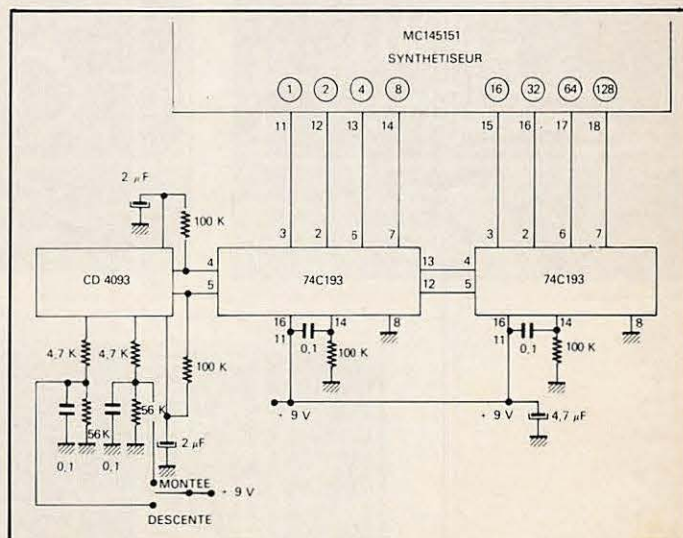 MC145151
SYNTHETISEUR
1 2 4 8 16 32 64 128
11 12 13 14 15 16 17 18
2 µF
100 K
3 2 6 7 3 2 6 7
CD 4093 4 5 74C193 13 4 12 5 74C193
16 11 14 8 16 11 14 8
4,7 K 4,7 K 100 K 0,1 100 K 0,1 100 K
56 K 56 K + 9 V + 9 V 4,7 µF
0,1 0,1 2 µF
MONTEE + 9 V
DESCENTE